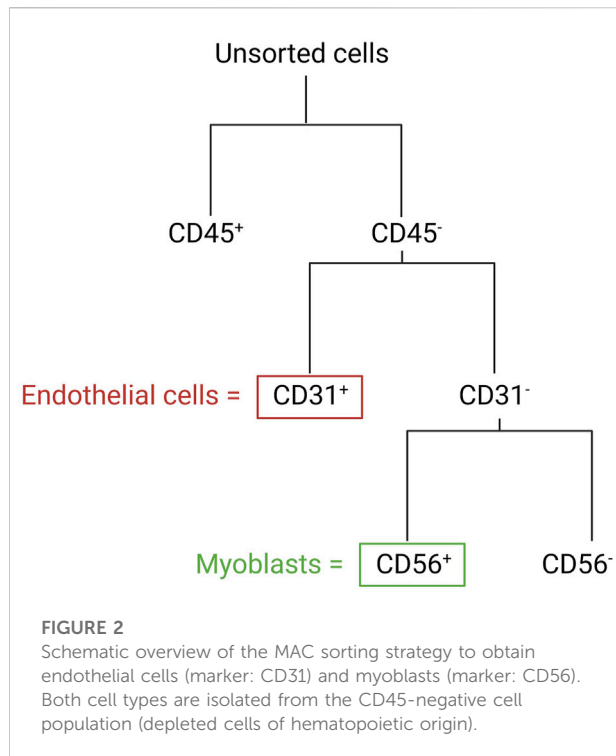 Unsorted cells
CD45⁺ CD45⁻
Endothelial cells = CD31⁺ CD31⁻
Myoblasts = CD56⁺ CD56⁻
FIGURE 2
Schematic overview of the MAC sorting strategy to obtain
endothelial cells (marker: CD31) and myoblasts (marker: CD56).
Both cell types are isolated from the CD45-negative cell
population (depleted cells of hematopoietic origin).